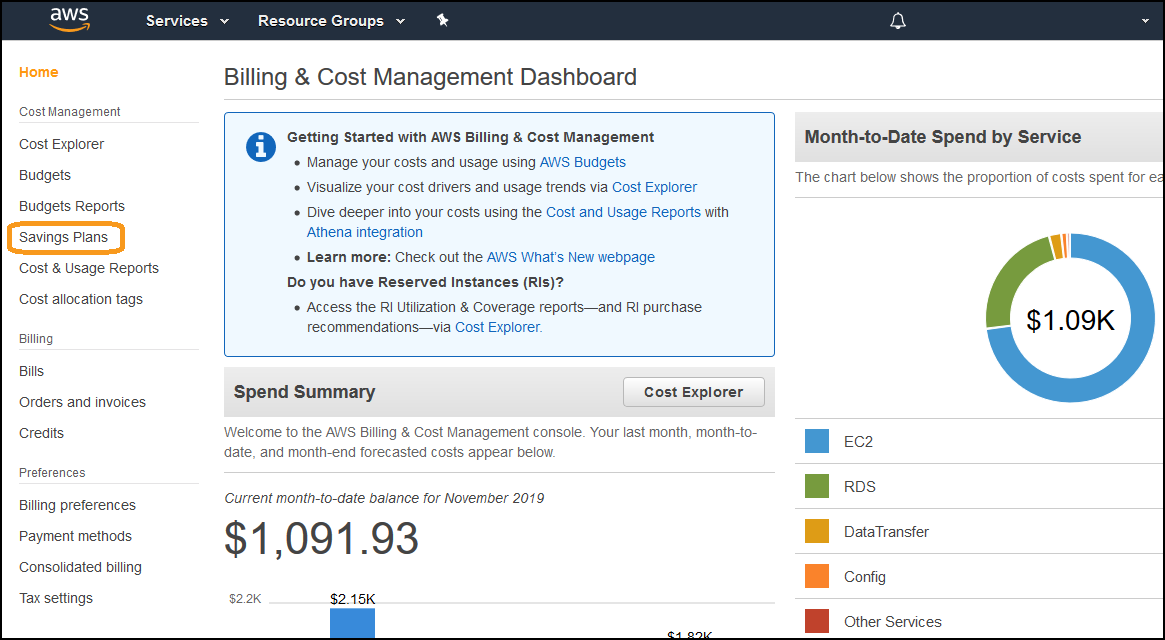 aws
Services
Resource Groups
Home
Cost Management
Cost Explorer
Budgets
Budgets Reports
Savings Plans
Cost & Usage Reports
Cost allocation tags
Billing
Bills
Orders and invoices
Credits
Preferences
Billing preferences
Payment methods
Consolidated billing
Tax settings
Billing & Cost Management Dashboard
Getting Started with AWS Billing & Cost Management
• Manage your costs and usage using AWS Budgets
• Visualize your cost drivers and usage trends via Cost Explorer
• Dive deeper into your costs using the Cost and Usage Reports with
Athena integration
• Learn more: Check out the AWS What's New webpage
Do you have Reserved Instances (RIs)?
• Access the RI Utilization & Coverage reports—and RI purchase
recommendations—via Cost Explorer.
Spend Summary
Cost Explorer
Welcome to the AWS Billing & Cost Management console. Your last month, month-to-
date, and month-end forecasted costs appear below.
Current month-to-date balance for November 2019
$1,091.93
$2.2K
$2.15K
$1.82K
Month-to-Date Spend by Service
The chart below shows the proportion of costs spent for ea
$1.09K
EC2
RDS
DataTransfer
Config
Other Services